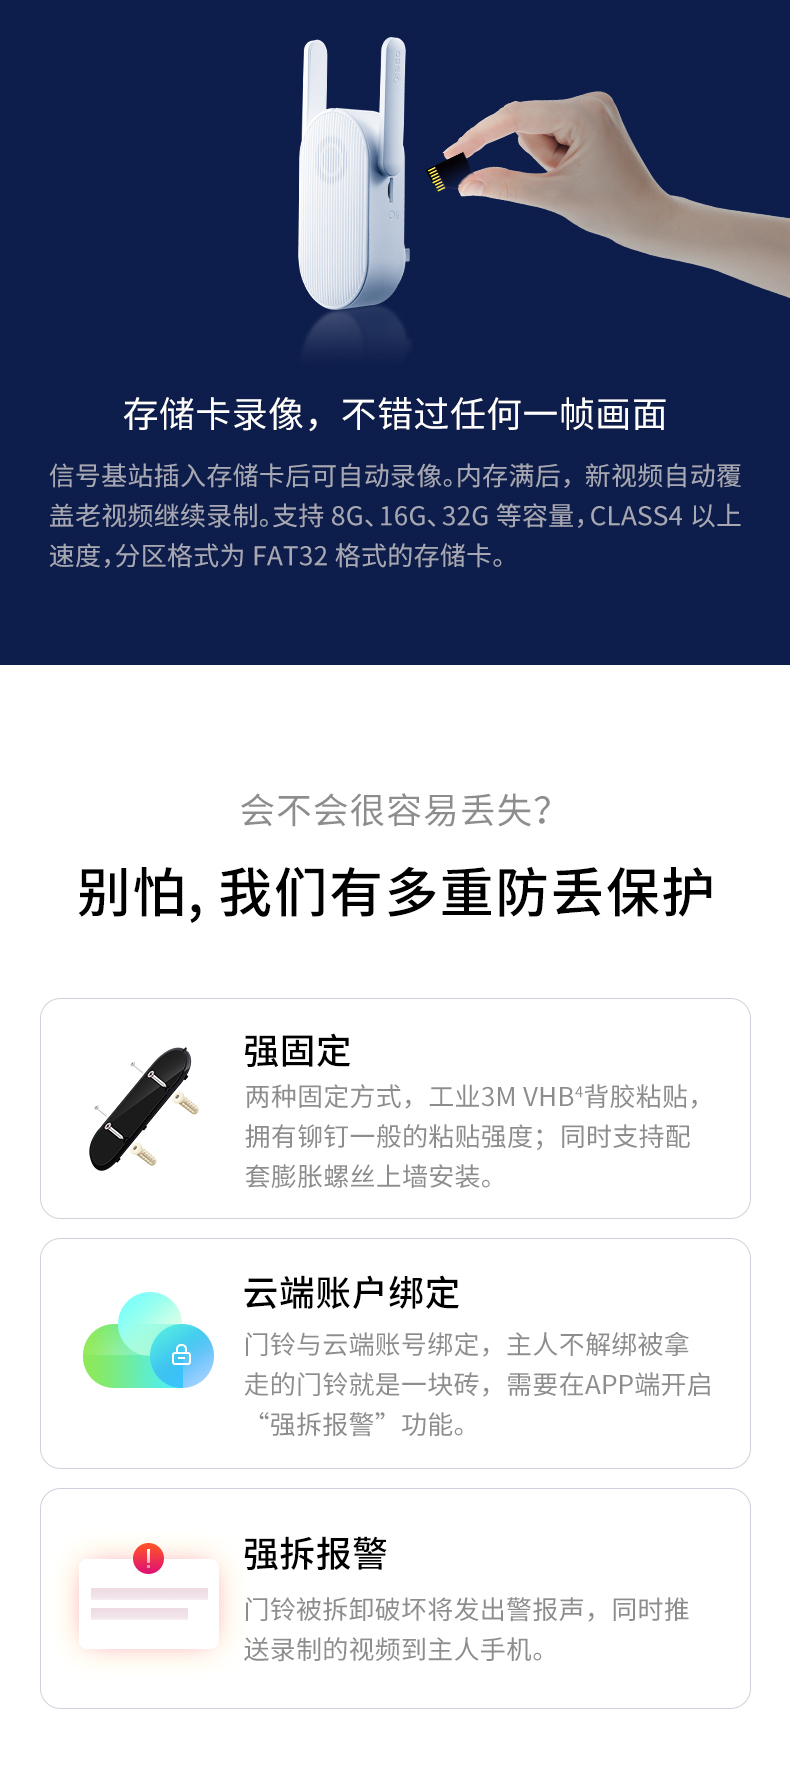 存储卡录像，不错过任何一帧画面
信号基站插入存储卡后可自动录像。内存满后，新视频自动覆
盖老视频继续录制。支持 8G、16G、32G 等容量，CLASS4 以上
速度，分区格式为 FAT32 格式的存储卡。
会不会很容易丢失？
别怕，我们有多重防丢保护
强固定
两种固定方式，工业3M VHB⁴背胶粘贴，
拥有铆钉一般的粘贴强度；同时支持配
套膨胀螺丝上墙安装。
云端账户绑定
门铃与云端账号绑定，主人不解绑被拿
走的门铃就是一块砖，需要在APP端开启
“强拆报警”功能。
强拆报警
门铃被拆卸破坏将发出警报声，同时推
送录制的视频到主人手机。